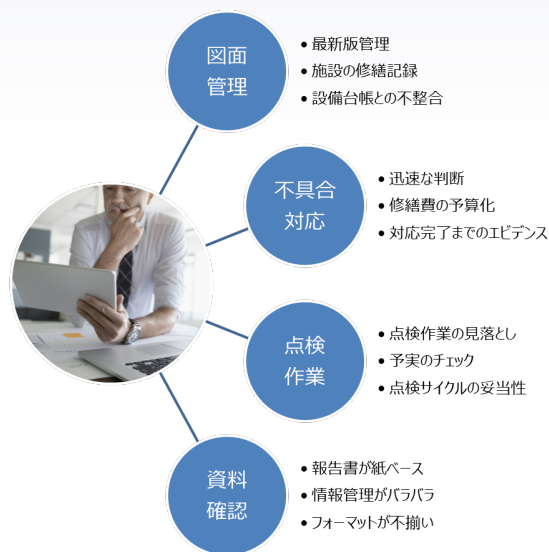 図面
管理
• 最新版管理
• 施設の修繕記録
• 設備台帳との不整合
不具合
対応
• 迅速な判断
• 修繕費の予算化
• 対応完了までのエビデンス
点検
作業
• 点検作業の見落とし
• 予実のチェック
• 点検サイクルの妥当性
資料
確認
• 報告書が紙ベース
• 情報管理がバラバラ
• フォーマットが不揃い